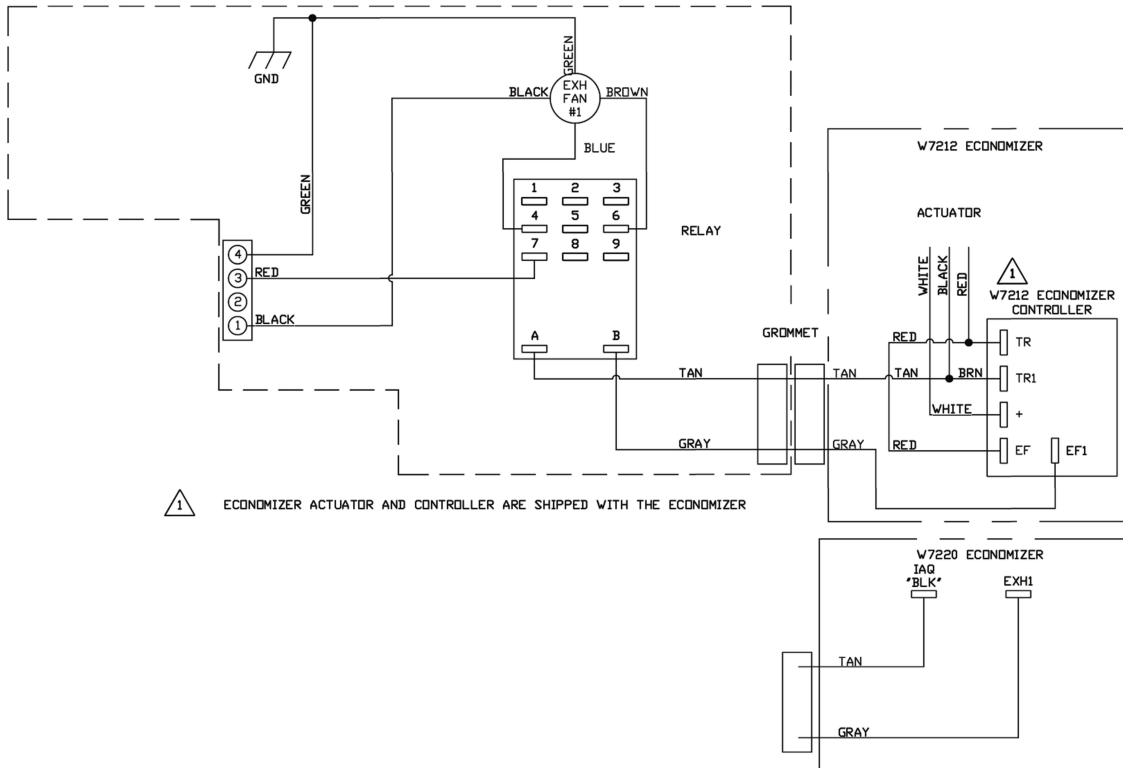 GREEN
GND
BLACK
EXH
FAN
#1
BROWN
BLUE
GREEN
1 2 3
4 5 6
7 8 9
RELAY
A B
4
3 RED
2
1 BLACK
GROMMET
TAN
GRAY
W7212 ECONOMIZER
ACTUATOR
WHITE
BLACK
RED
1
W7212 ECONOMIZER
CONTROLLER
RED TR
TAN TAN BRN TR1
WHITE +
GRAY RED EF EF1
1 ECONOMIZER ACTUATOR AND CONTROLLER ARE SHIPPED WITH THE ECONOMIZER
W7220 ECONOMIZER
IAQ
"BLK"
EXH1
TAN
GRAY